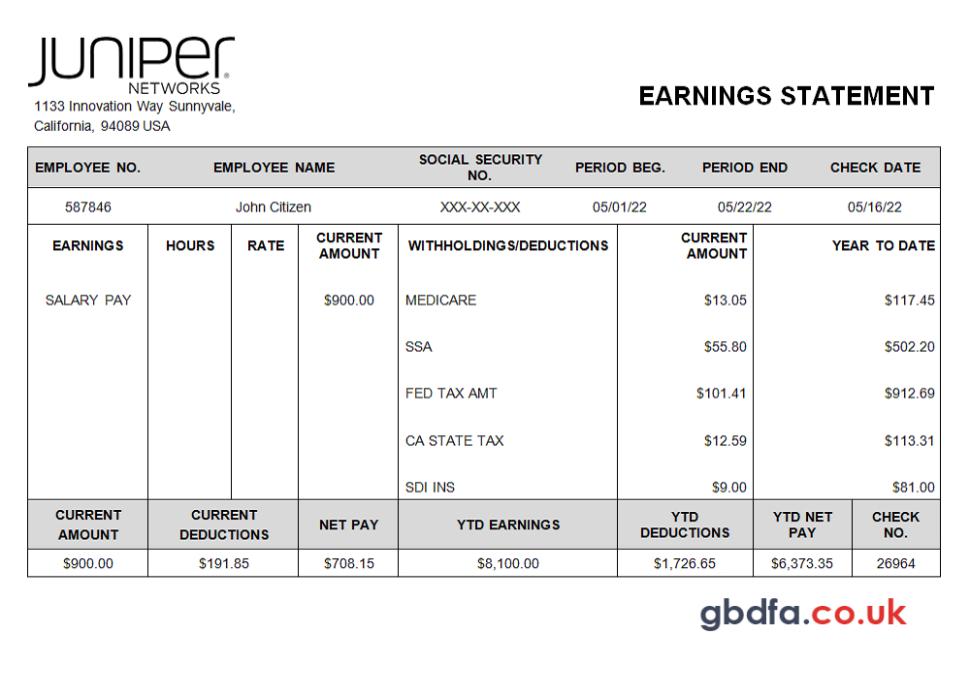 JUNIPER
NETWORKS
1133 Innovation Way Sunnyvale,
California, 94089 USA
EARNINGS STATEMENT
EMPLOYEE NO. EMPLOYEE NAME SOCIAL SECURITY NO. PERIOD BEG. PERIOD END CHECK DATE
587846 John Citizen XXX-XX-XXX 05/01/22 05/22/22 05/16/22
EARNINGS HOURS RATE CURRENT AMOUNT WITHHOLDINGS/DEDUCTIONS CURRENT AMOUNT YEAR TO DATE
SALARY PAY $900.00 MEDICARE $13.05 $117.45
SSA $55.80 $502.20
FED TAX AMT $101.41 $912.69
CA STATE TAX $12.59 $113.31
SDI INS $9.00 $81.00
CURRENT AMOUNT CURRENT DEDUCTIONS NET PAY YTD EARNINGS YTD DEDUCTIONS YTD NET PAY CHECK NO.
$900.00 $191.85 $708.15 $8,100.00 $1,726.65 $6,373.35 26964
gbdfa.co.uk